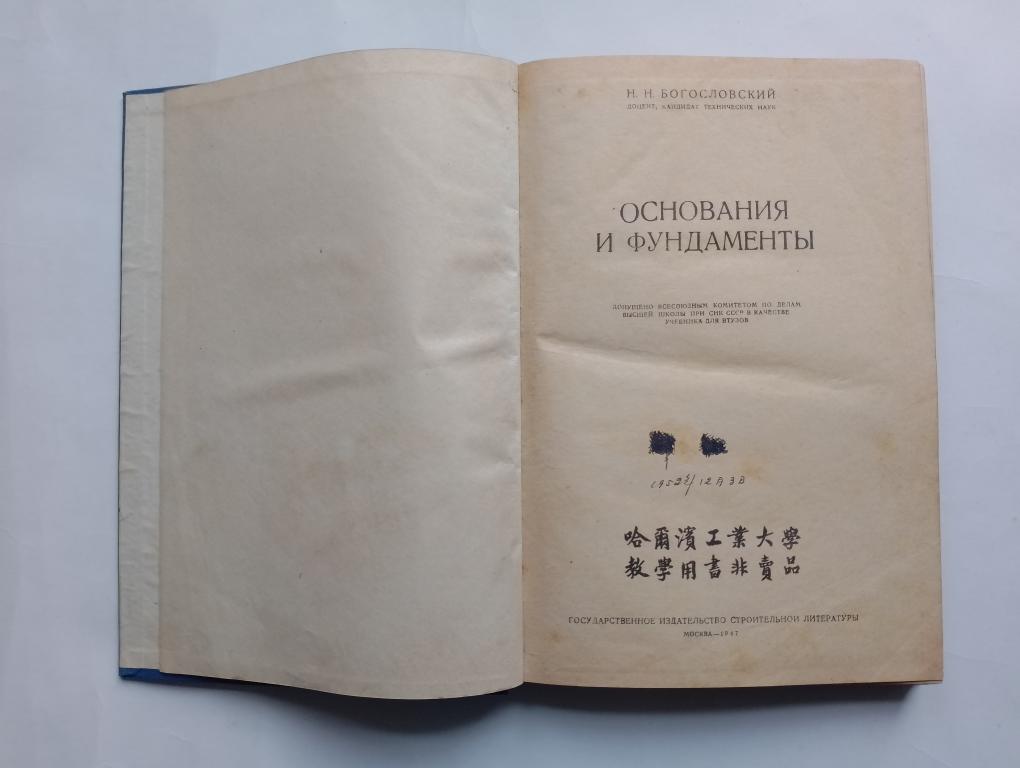 Н. Н. БОГОСЛОВСКИЙ
ДОЦЕНТ, КАНДИДАТ ТЕХНИЧЕСКИХ НАУК
ОСНОВАНИЯ
И ФУНДАМЕНТЫ
ДОПУЩЕНО ВСЕСОЮЗНЫМ КОМИТЕТОМ ПО ДЕЛАМ
ВЫСШЕЙ ШКОЛЫ ПРИ СНК СССР В КАЧЕСТВЕ
УЧЕБНИКА ДЛЯ ВТУЗОВ
12月3日
哈爾濱工業大學
教學用書非賣品
ГОСУДАРСТВЕННОЕ ИЗДАТЕЛЬСТВО СТРОИТЕЛЬНОЙ ЛИТЕРАТУРЫ
МОСКВА—1947